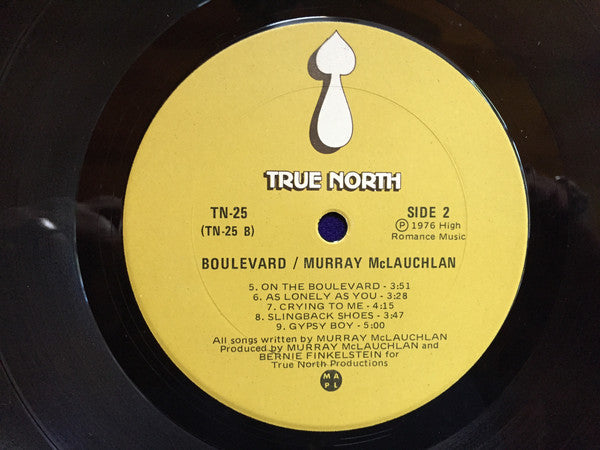 TRUE NORTH
TN-25
(TN-25 B)
SIDE 2
℗ 1976 High
Romance Music
BOULEVARD / MURRAY McLAUCHLAN
5. ON THE BOULEVARD - 3:51
6. AS LONELY AS YOU - 3:28
7. CRYING TO ME - 4:15
8. SLINGBACK SHOES - 3:47
9. GYPSY BOY - 5:00
All songs written by MURRAY McLAUCHLAN
Produced by MURRAY McLAUCHLAN and
BERNIE FINKELSTEIN for
True North Productions
M A
P L